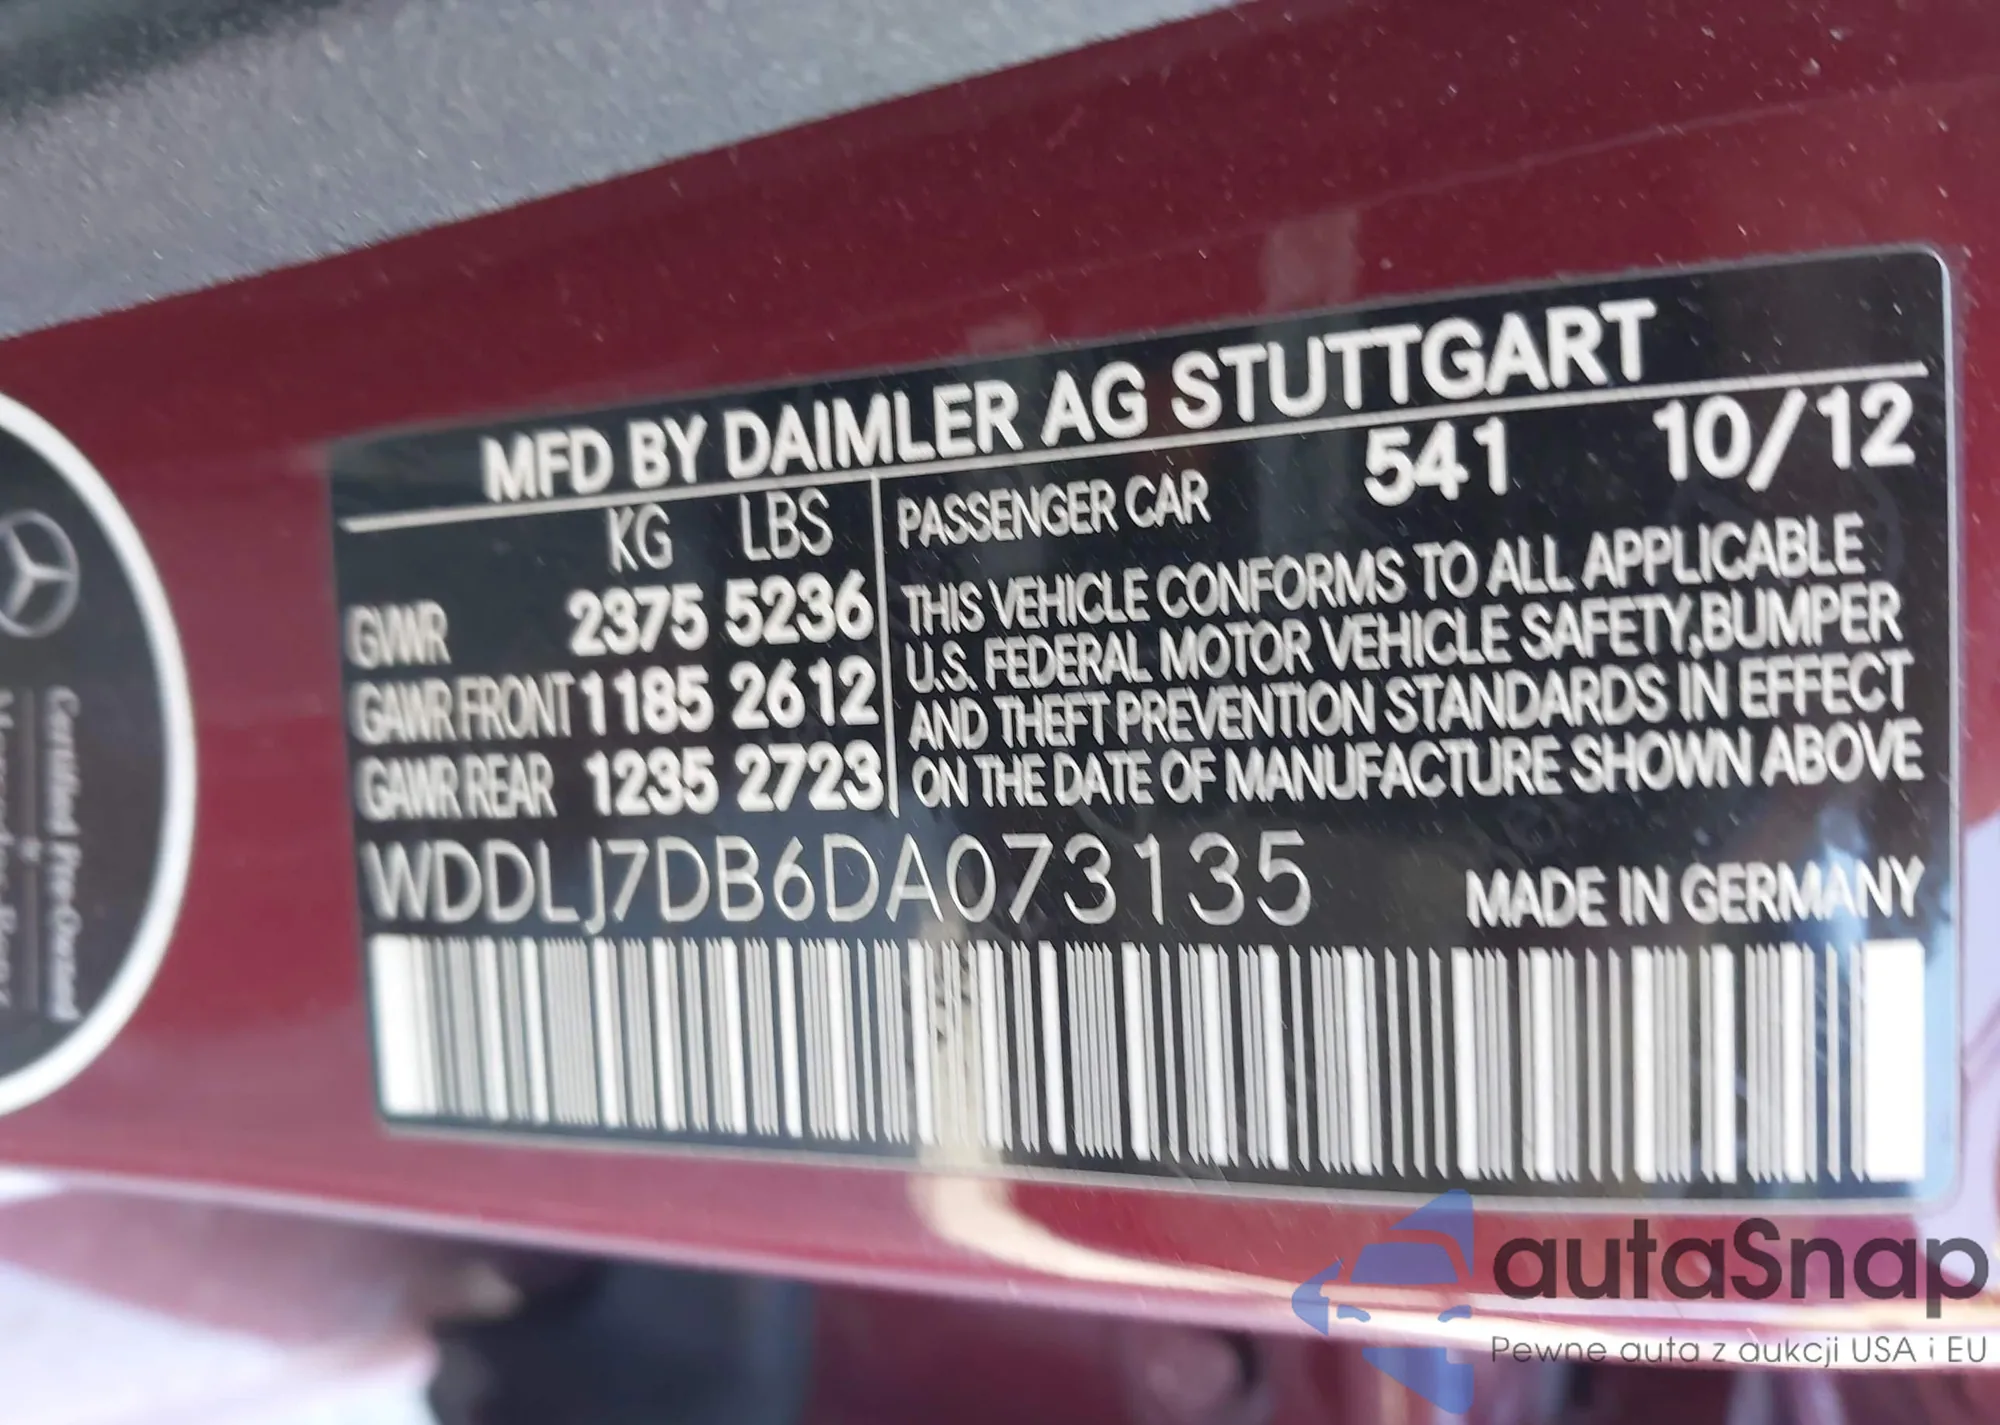 MFD BY DAIMLER AG STUTTGART
KG LBS
GVWR 2375 5236
GAWR FRONT 1185 2612
GAWR REAR 1235 2723
PASSENGER CAR 541 10/12
THIS VEHICLE CONFORMS TO ALL APPLICABLE
U.S. FEDERAL MOTOR VEHICLE SAFETY,BUMPER
AND THEFT PREVENTION STANDARDS IN EFFECT
ON THE DATE OF MANUFACTURE SHOWN ABOVE
WDDLJ7DB6DA073135
MADE IN GERMANY
Certified Pre-Owned
autaSnap
Pewne auta z aukcji USA i EU